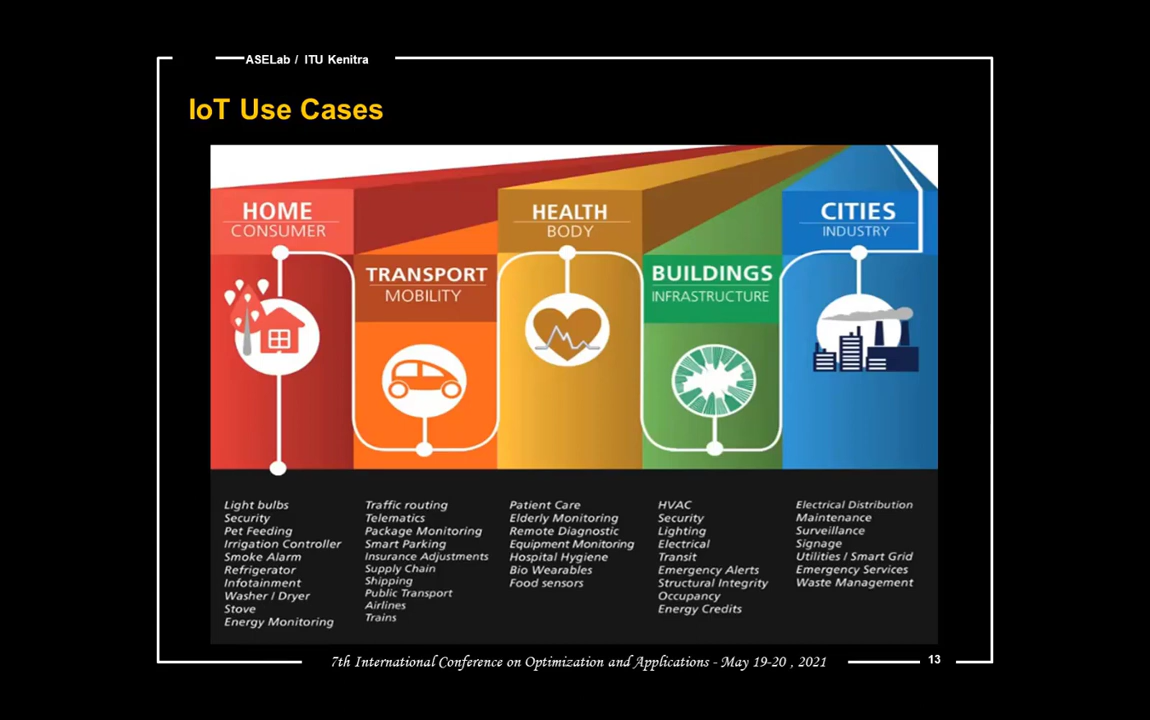 ASELab / ITU Kenitra
IoT Use Cases
HOME
CONSUMER
TRANSPORT
MOBILITY
HEALTH
BODY
BUILDINGS
INFRASTRUCTURE
CITIES
INDUSTRY
Light bulbs
Security
Pet Feeding
Irrigation Controller
Smoke Alarm
Refrigerator
Infotainment
Washer / Dryer
Stove
Energy Monitoring
Traffic routing
Telematics
Package Monitoring
Smart Parking
Insurance Adjustments
Supply Chain
Shipping
Public Transport
Airlines
Trains
Patient Care
Elderly Monitoring
Remote Diagnostic
Equipment Monitoring
Hospital Hygiene
Bio Wearables
Food sensors
HVAC
Security
Lighting
Electrical
Transit
Emergency Alerts
Structural Integrity
Occupancy
Energy Credits
Electrical Distribution
Maintenance
Surveillance
Signage
Utilities / Smart Grid
Emergency Services
Waste Management
7th International Conference on Optimization and Applications - May 19-20 , 2021
13